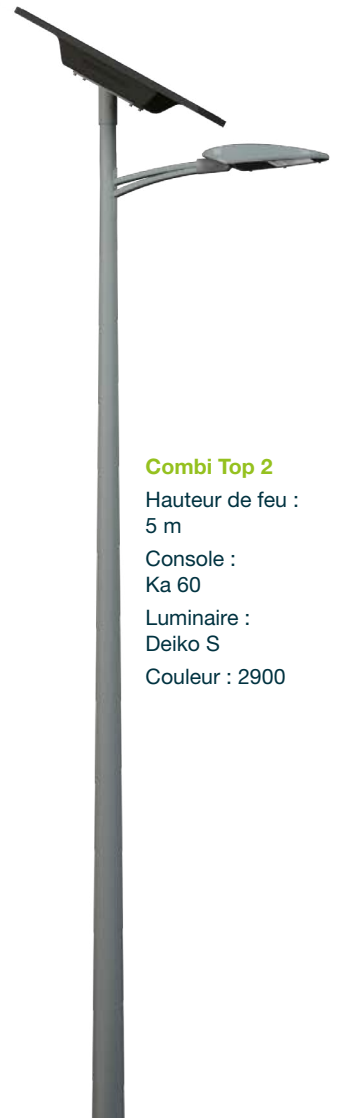 Combi Top 2
Hauteur de feu :
5 m
Console :
Ka 60
Luminaire :
Deiko S
Couleur : 2900